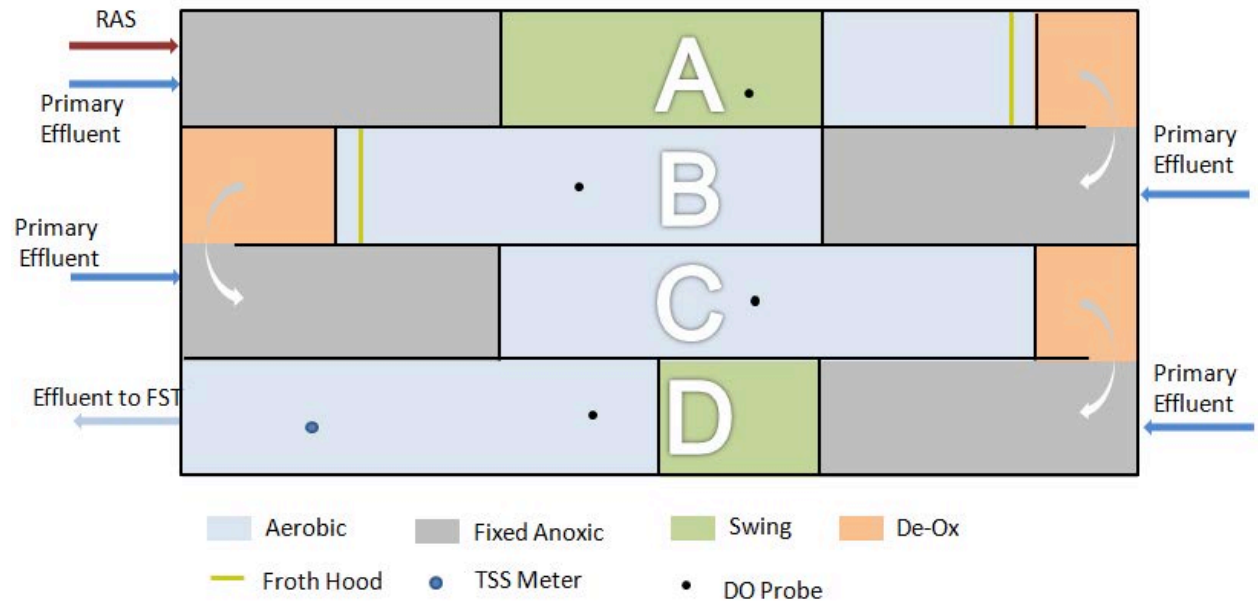 RAS
Primary
Effluent
A
Primary
Effluent
B
Primary
Effluent
C
Effluent to FST
D
Primary
Effluent
Aerobic
Fixed Anoxic
Swing
De-Ox
Froth Hood
TSS Meter
DO Probe